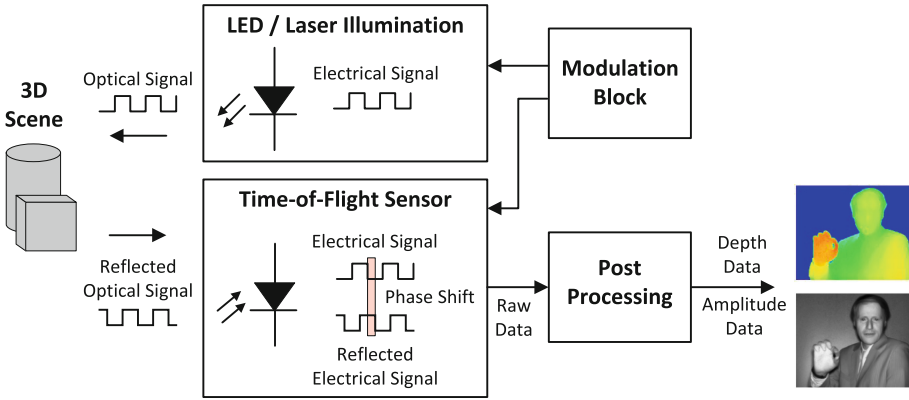 LED / Laser Illumination
Optical Signal
Electrical Signal
Modulation
Block
3D
Scene
Time-of-Flight Sensor
Electrical Signal
Reflected
Optical Signal
Phase Shift
Reflected
Electrical Signal
Raw
Data
Post
Processing
Depth
Data
Amplitude
Data